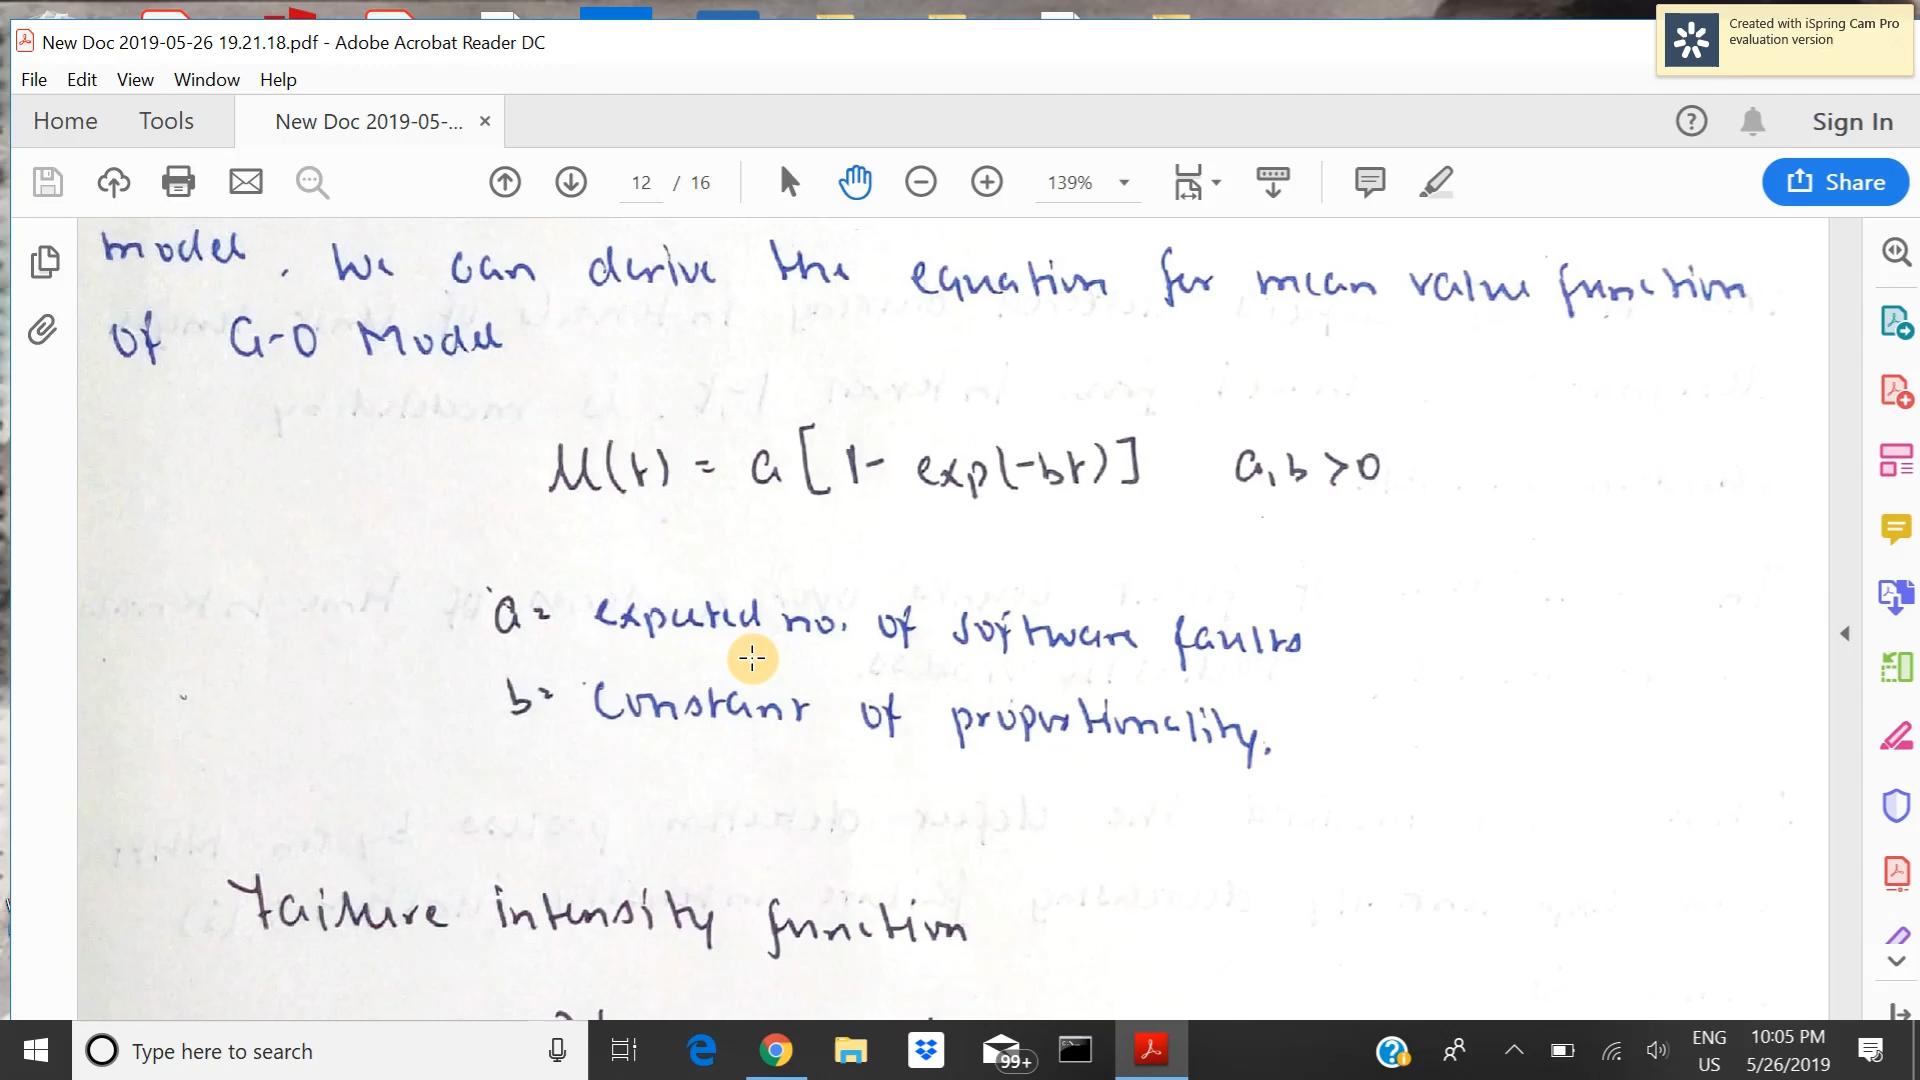 Created with iSpring Cam Pro
evaluation version
New Doc 2019-05-26 19.21.18.pdf - Adobe Acrobat Reader DC
File Edit View Window Help
Home Tools New Doc 2019-05-... × Sign In
12 / 16 139% Share
model. We can derive the equation for mean value function
of G-O Model
μ(t) = a [1- exp(-bt)] a, b > 0
a = expected no. of software faults
b = Constant of proportionality.
Failure intensity function
Type here to search
99+
ENG
US
10:05 PM
5/26/2019